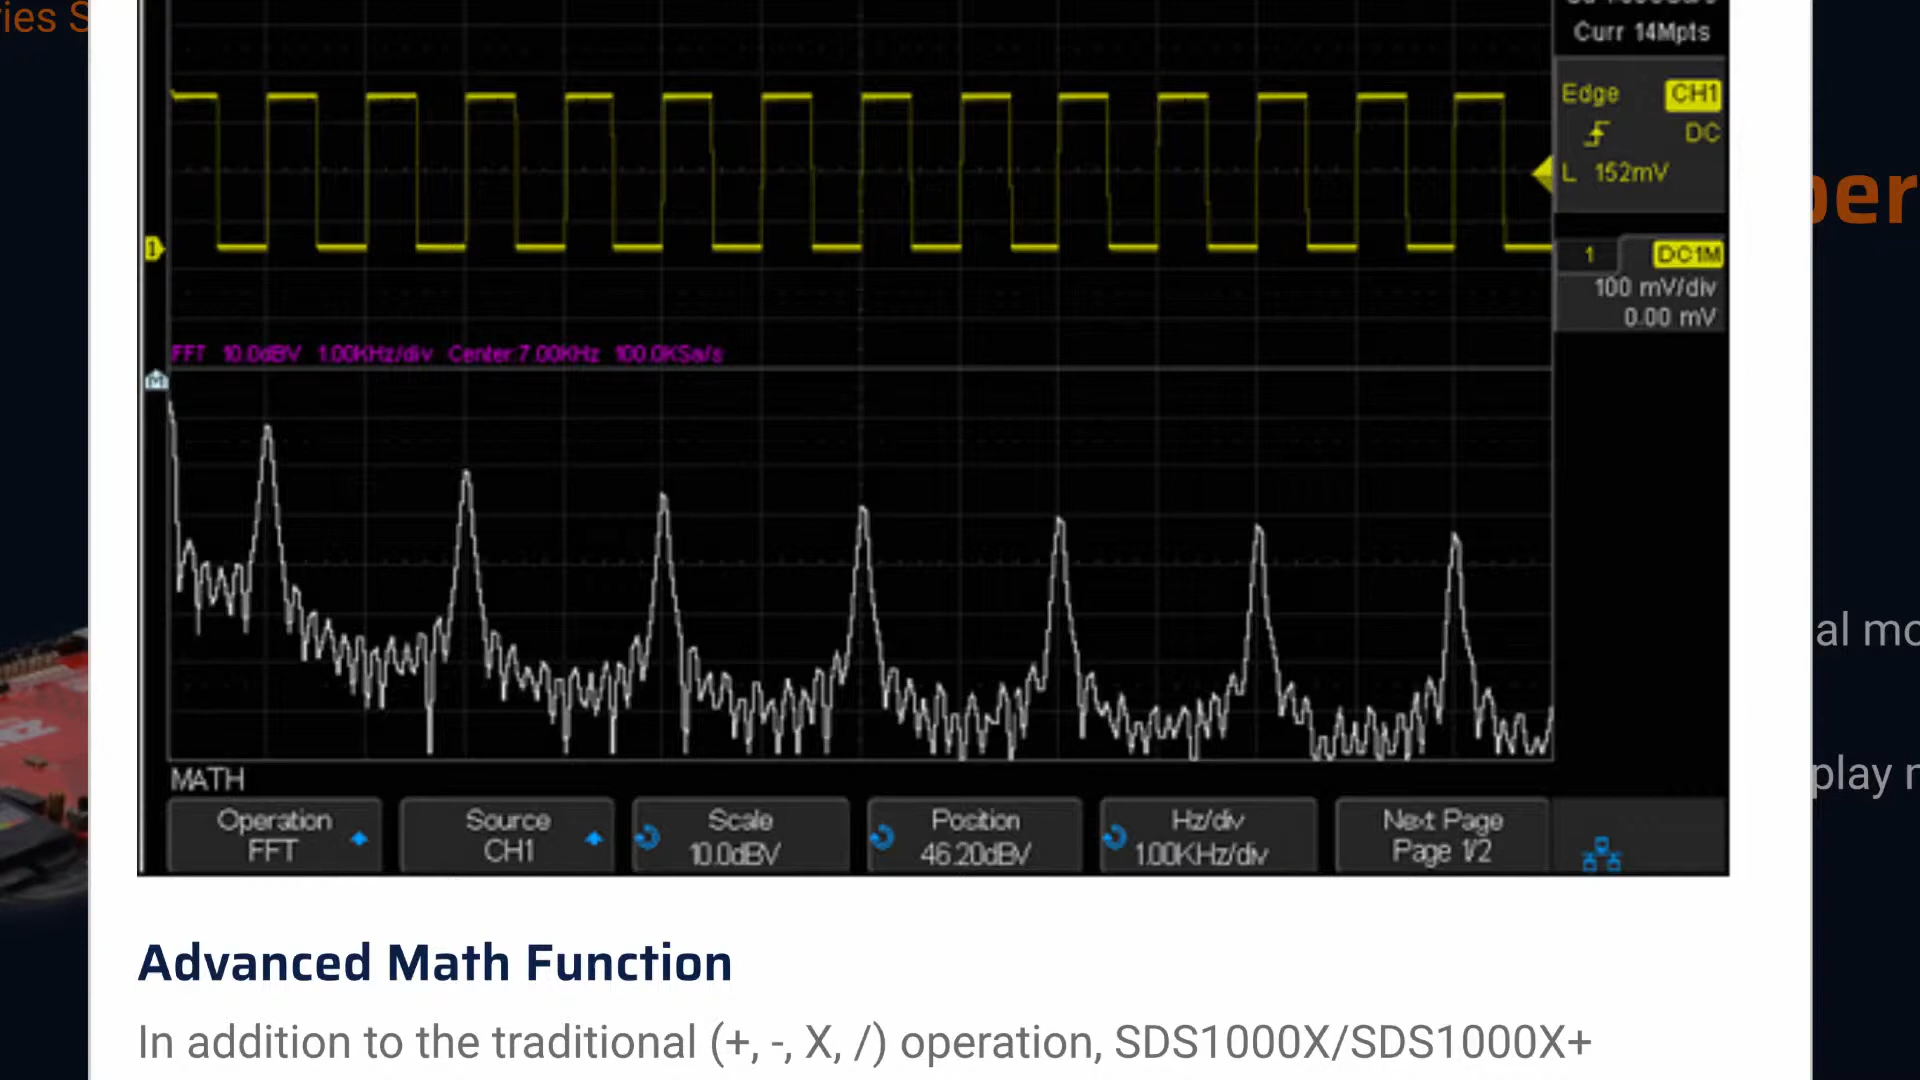 ries S
Curr 14Mpts
Edge CH1
DC
L 152mV
per
1
1 DC1M
100 mV/div
0.00 mV
FFT 10.0dBV 1.00KHz/div Center:7.00KHz 100.0KSa/s
M
al mo
play
MATH
Operation
FFT
Source
CH1
Scale
10.0dBV
Position
46.20dBV
Hz/div
1.00KHz/div
Next Page
Page 1/2
Advanced Math Function
In addition to the traditional (+, -, X, /) operation, SDS1000X/SDS1000X+